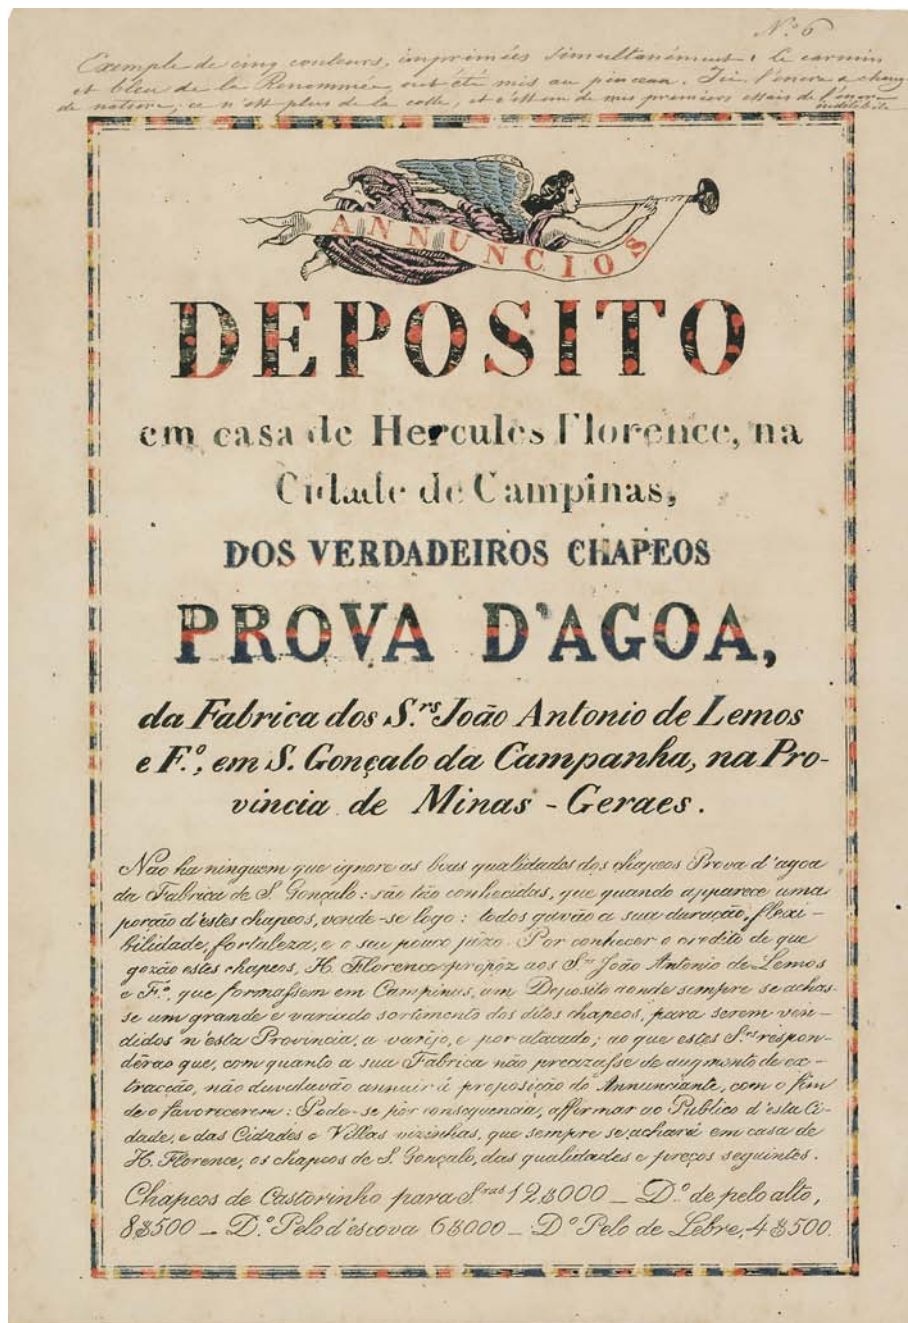 N.º 6
Exemple de cinq couleurs, imprimées simultanément. Le carmin
et bleu de la Renommée, ont été mis au pinceau. Ici l'encre a changé
de nature; ce n'est plus de la colle, et c'est un de mes premiers essais de l'encre
indélébile
ANNUNCIOS
DEPOSITO
em casa de Hercules Florence, na
Cidade de Campinas,
DOS VERDADEIROS CHAPEOS
PROVA D'AGOA,
da Fabrica dos S.rs João Antonio de Lemos
e F.º, em S. Gonçalo da Campanha, na Pro-
vincia de Minas-Geraes.
Não ha ninguem que ignore as boas qualidades dos chapeos Prova d'agoa
da Fabrica de S. Gonçalo: são tão conhecidas, que quando apparece uma
porção d'estes chapeos, vende-se logo: todos gavão a sua duração, flexi-
bilidade, fortaleza, e o seu pouco pezo. Por conhecer o credito de que
gozão estes chapeos, H. Florence propôz aos S.rs João Antonio de Lemos
e F.º, que formassem em Campinas, um Deposito aonde sempre se achas-
se um grande e variado sortimento dos ditos chapeos, para serem ven-
didos n'esta Provincia, a varejo, e por atacado; ao que estes S.rs respon-
dêrao que, com quanto a sua Fabrica não precizasse de augmento de ex-
tracção, não duvidavão annuir á proposição do Annunciante, com o fim
de o favorecerem: Pode-se por consequencia, affirmar ao Publico d'esta Ci-
dade, e das Cidades e Villas vizinhas, que sempre se achará em casa de
H. Florence, os chapeos de S. Gonçalo, das qualidades e preços seguintes.
Chapeos de Castorinho para S.ras 12$000 — D.º de pelo alto,
8$500 — D.º Pelo d'escova 6$000 — D.º Pelo de Lebre, 4$500.